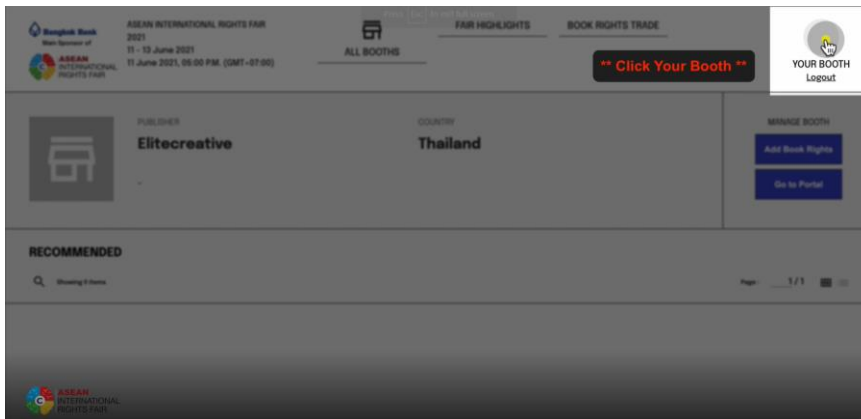 Bangkok Bank
Main Sponsor of
ASEAN
INTERNATIONAL
RIGHTS FAIR
ASEAN INTERNATIONAL RIGHTS FAIR
2021
11 - 13 June 2021
11 June 2021, 05:00 P.M. (GMT+07:00)
ALL BOOTHS
FAIR HIGHLIGHTS
BOOK RIGHTS TRADE
** Click Your Booth **
YOUR BOOTH
Logout
PUBLISHER
Elitecreative
-
COUNTRY
Thailand
MANAGE BOOTH
Add Book Rights
Go to Portal
RECOMMENDED
Showing 0 items
Page: 1 / 1
ASEAN
INTERNATIONAL
RIGHTS FAIR